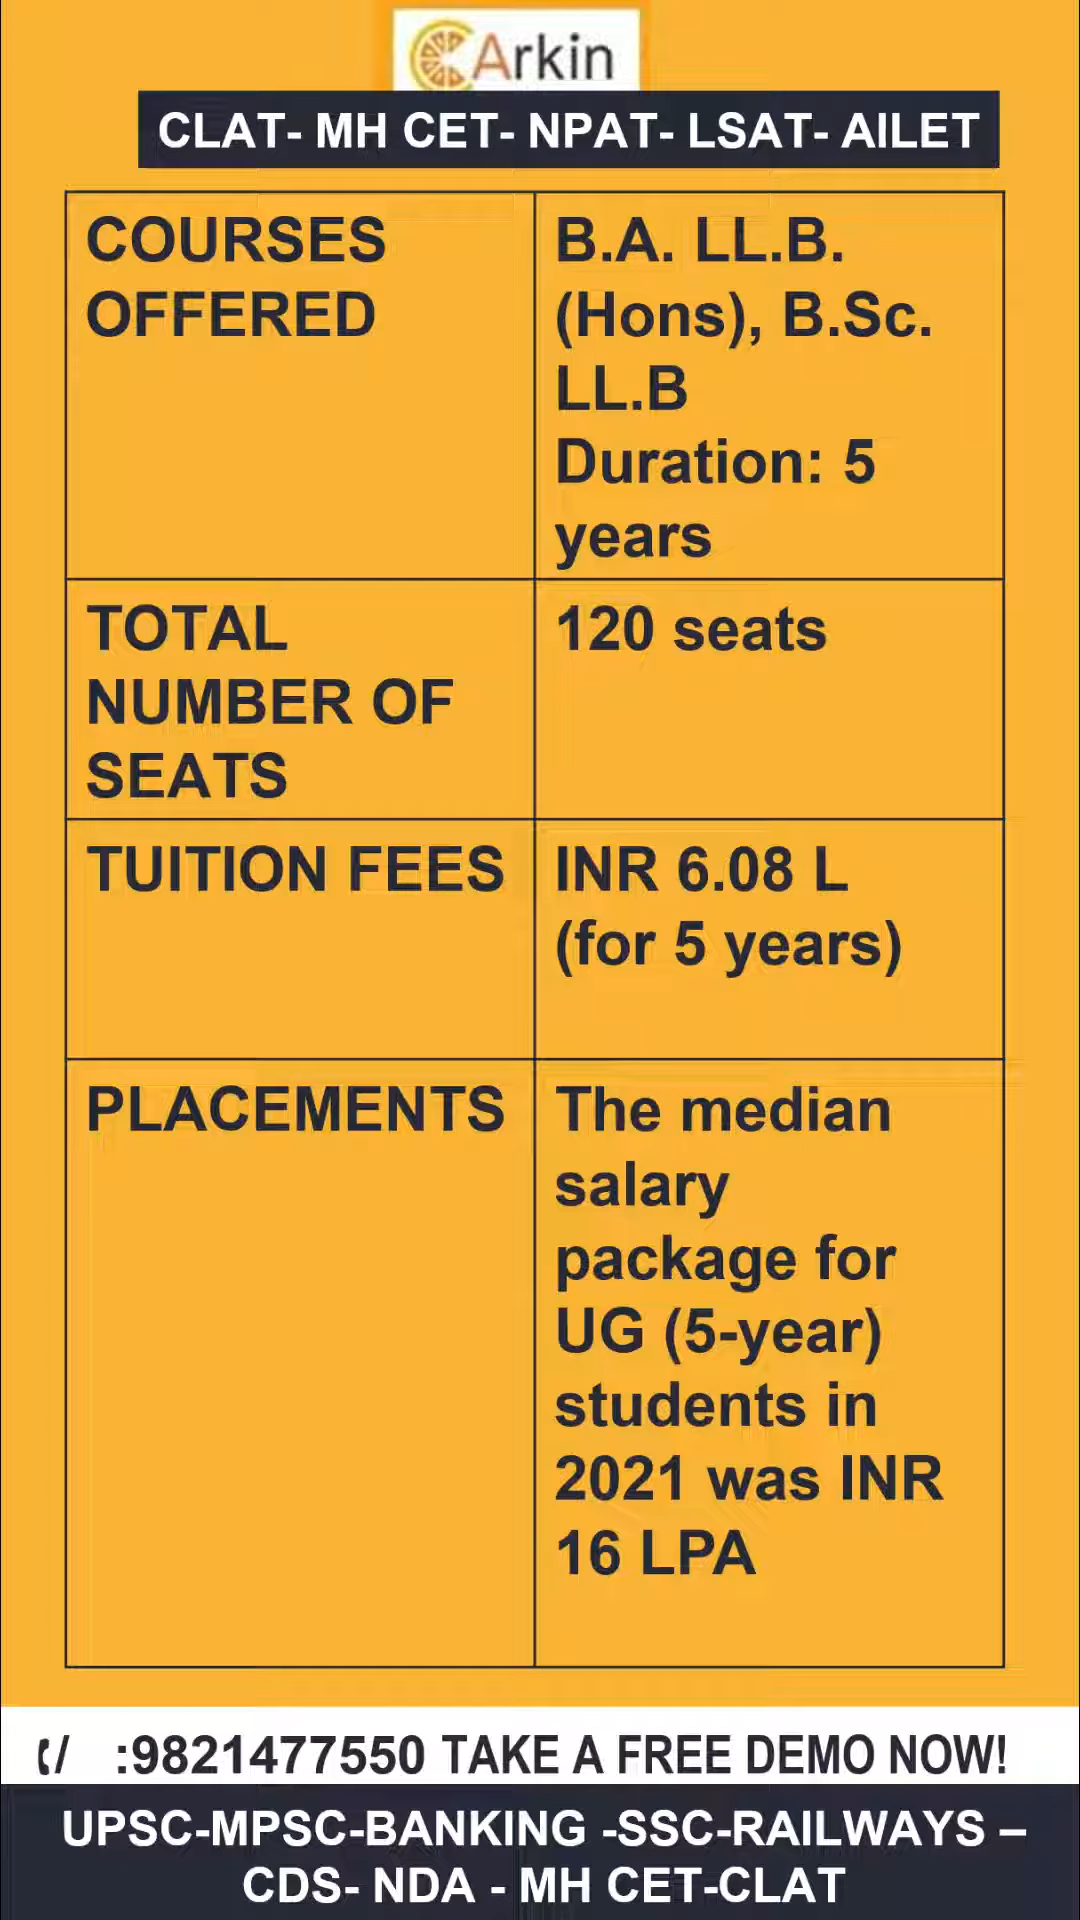 Arkin
CLAT- MH CET- NPAT- LSAT- AILET
COURSES
OFFERED
B.A. LL.B.
(Hons), B.Sc.
LL.B
Duration: 5
years
TOTAL
NUMBER OF
SEATS
120 seats
TUITION FEES
INR 6.08 L
(for 5 years)
PLACEMENTS
The median
salary
package for
UG (5-year)
students in
2021 was INR
16 LPA
/ :9821477550 TAKE A FREE DEMO NOW!
UPSC-MPSC-BANKING -SSC-RAILWAYS –
CDS- NDA - MH CET-CLAT